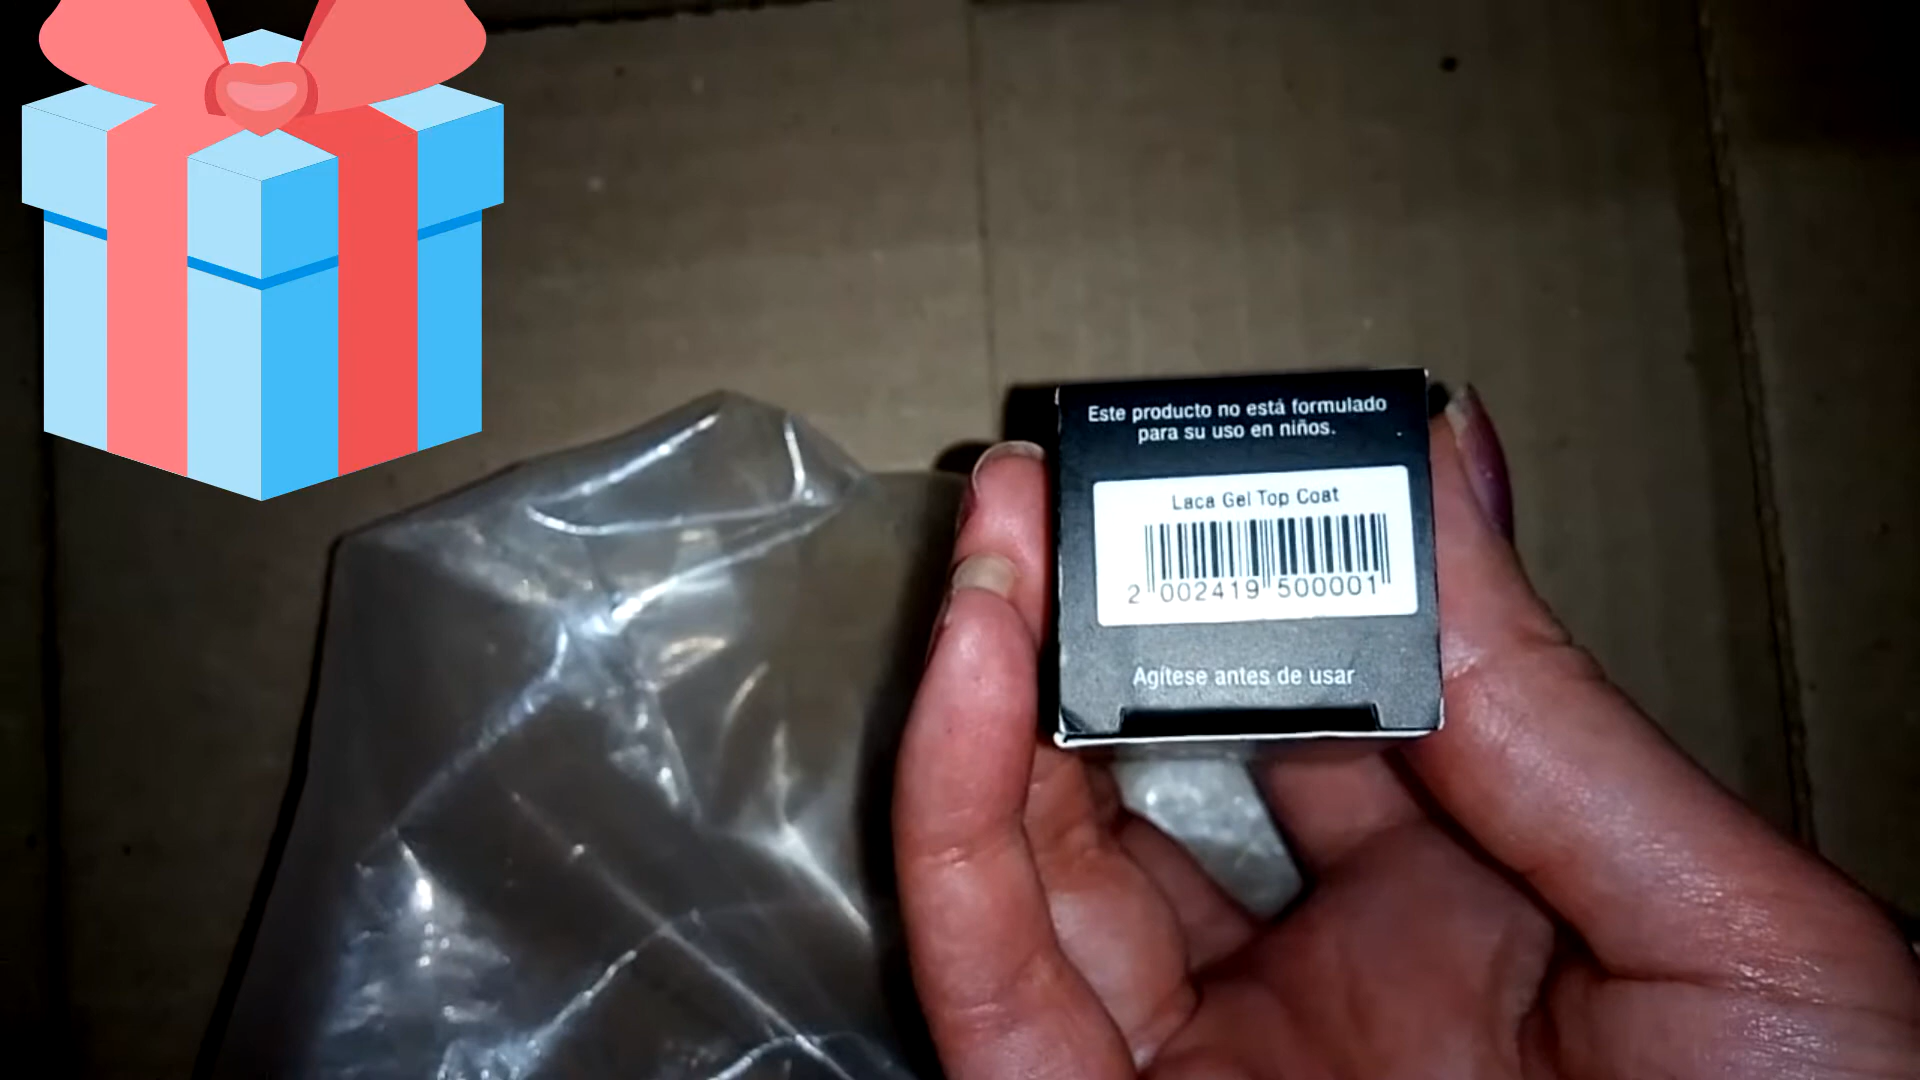 Este producto no está formulado
para su uso en niños.
Laca Gel Top Coat
2 002419 500001
Agítese antes de usar